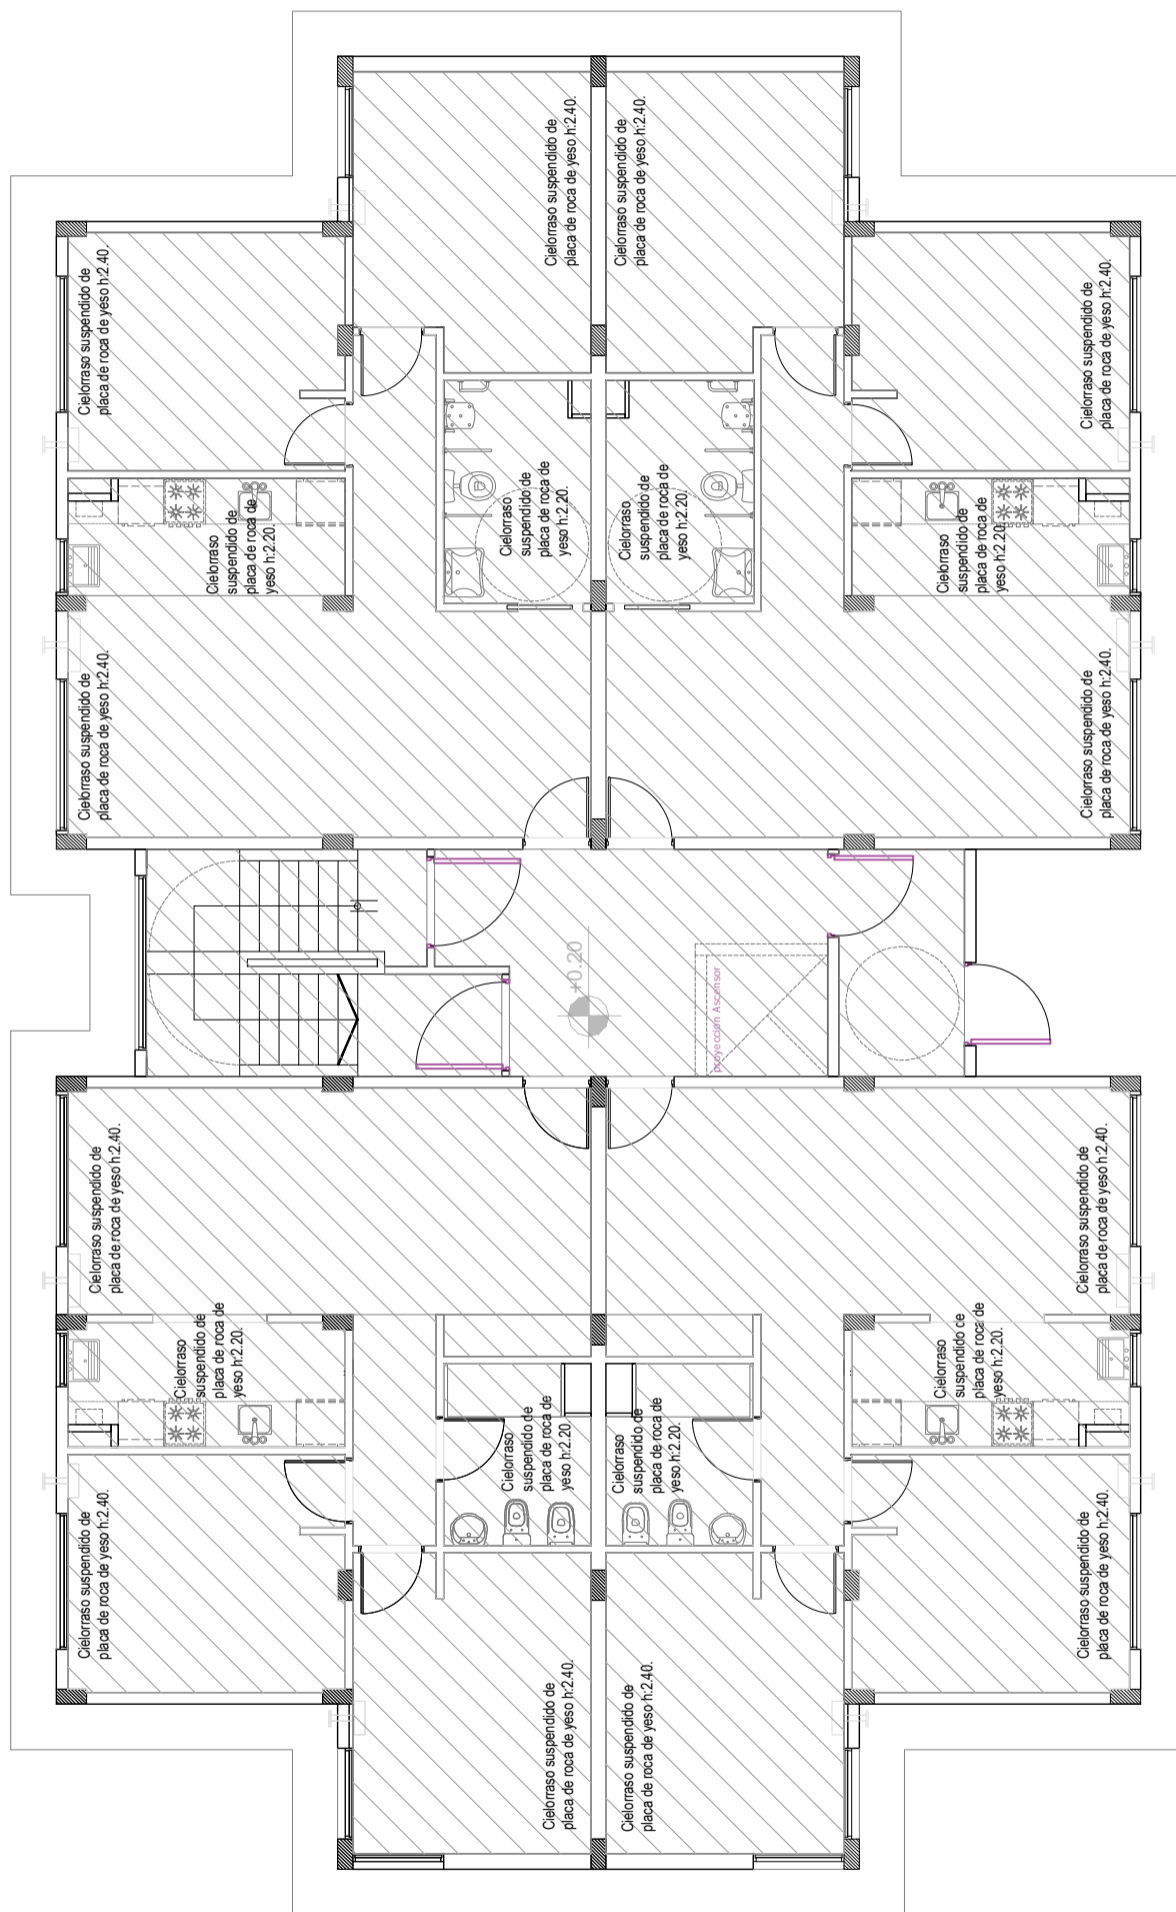 Cielorraso suspendido de
placa de roca de yeso h:2.40.
Cielorraso suspendido de
placa de roca de yeso h:2.40.
Cielorraso suspendido de
placa de roca de yeso h:2.40.
Cielorraso suspendido de
placa de roca de yeso h:2.40.
Cielorraso
suspendido de
placa de roca de
yeso h:2.20.
Cielorraso
suspendido de
placa de roca de
yeso h:2.20.
Cielorraso
suspendido de
placa de roca de
yeso h:2.20.
Cielorraso
suspendido de
placa de roca de
yeso h:2.20.
Cielorraso suspendido de
placa de roca de yeso h:2.40.
Cielorraso suspendido de
placa de roca de yeso h:2.40.
+0.20
proyección Ascensor
Cielorraso suspendido de
placa de roca de yeso h:2.40.
Cielorraso suspendido de
placa de roca de yeso h:2.40.
Cielorraso
suspendido de
placa de roca de
yeso h:2.20.
Cielorraso
suspendido de
placa de roca de
yeso h:2.20
Cielorraso
suspendido de
placa de roca de
yeso h:2.20.
Cielorraso
suspendido de
placa de roca de
yeso h:2.20.
Cielorraso suspendido de
placa de roca de yeso h:2.40.
Cielorraso suspendido de
placa de roca de yeso h:2.40.
Cielorraso suspendido de
placa de roca de yeso h:2.40.
Cielorraso suspendido de
placa de roca de yeso h:2.40.